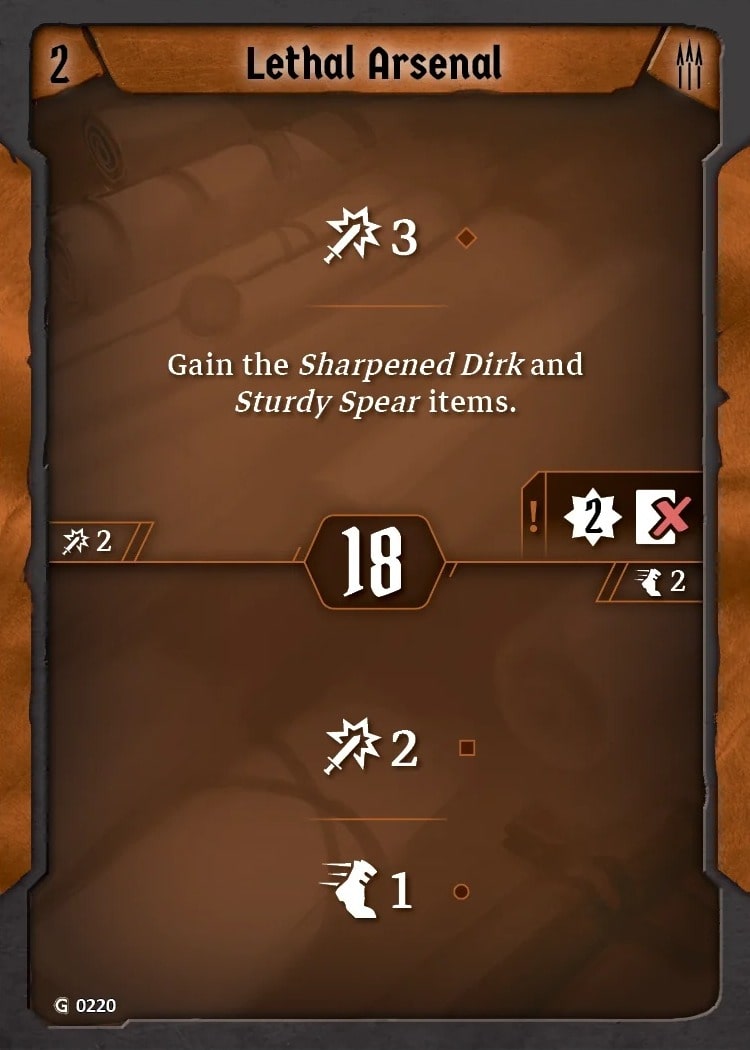 2 Lethal Arsenal
3
Gain the Sharpened Dirk and
Sturdy Spear items.
! 2
2
18
2
2
1
G 0220